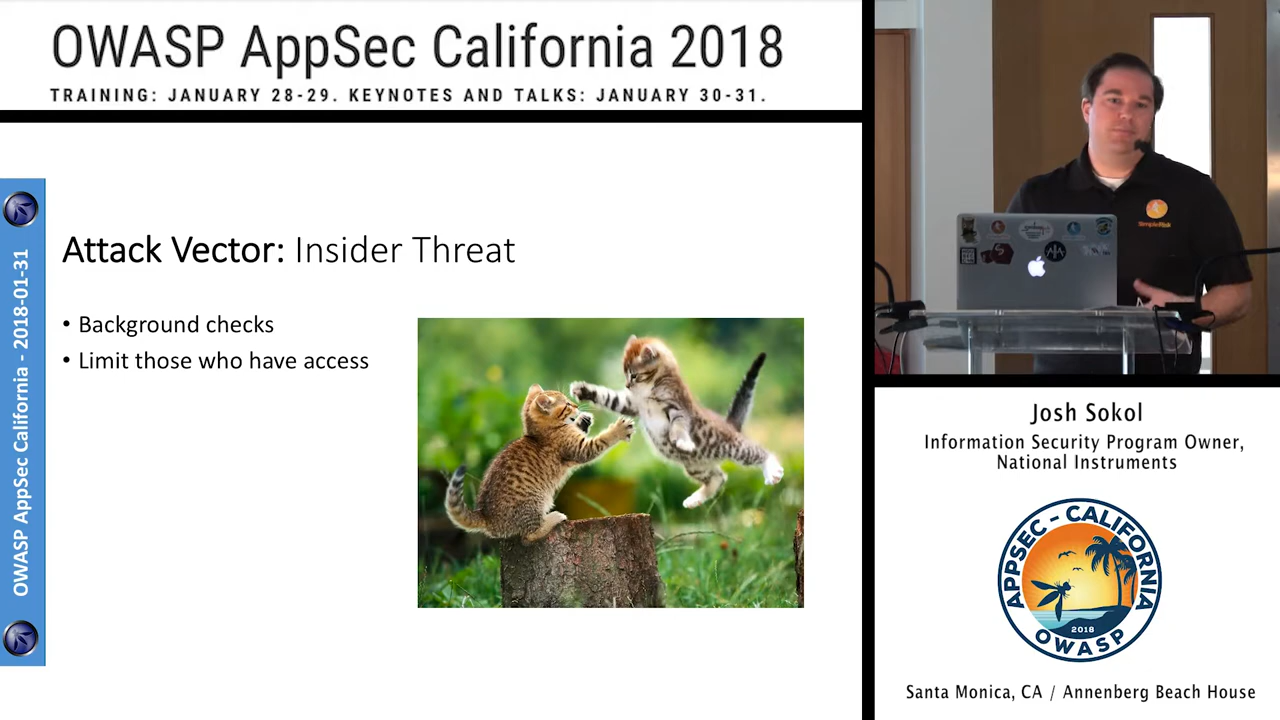 OWASP AppSec California 2018
TRAINING: JANUARY 28-29. KEYNOTES AND TALKS: JANUARY 30-31.
OWASP AppSec California - 2018-01-31
Attack Vector: Insider Threat
• Background checks
• Limit those who have access
SimpleRisk
Josh Sokol
Information Security Program Owner,
National Instruments
APPSEC - CALIFORNIA
2018
OWASP
Santa Monica, CA / Annenberg Beach House